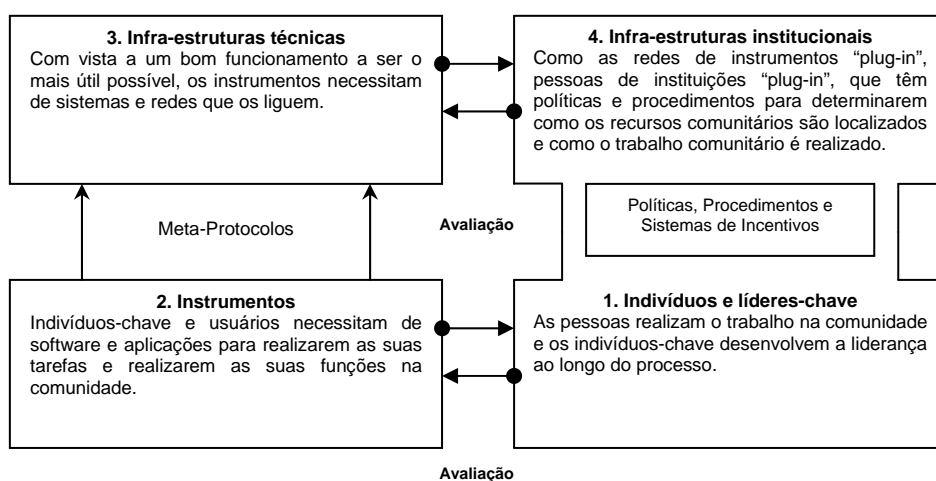 3. Infra-estruturas técnicas
Com vista a um bom funcionamento a ser o
mais útil possível, os instrumentos necessitam
de sistemas e redes que os liguem.
4. Infra-estruturas institucionais
Como as redes de instrumentos “plug-in”,
pessoas de instituições “plug-in”, que têm
políticas e procedimentos para determinarem
como os recursos comunitários são localizados
e como o trabalho comunitário é realizado.
Meta-Protocolos
Avaliação
Políticas, Procedimentos e
Sistemas de Incentivos
2. Instrumentos
Indivíduos-chave e usuários necessitam de
software e aplicações para realizarem as suas
tarefas e realizarem as suas funções na
comunidade.
1. Indivíduos e líderes-chave
As pessoas realizam o trabalho na comunidade
e os indivíduos-chave desenvolvem a liderança
ao longo do processo.
Avaliação